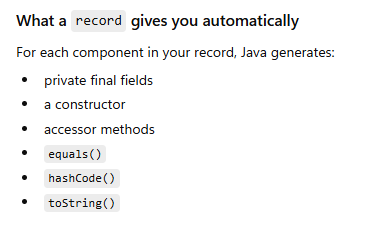 What a record gives you automatically
For each component in your record, Java generates:
• private final fields
• a constructor
• accessor methods
• equals()
• hashCode()
• toString()